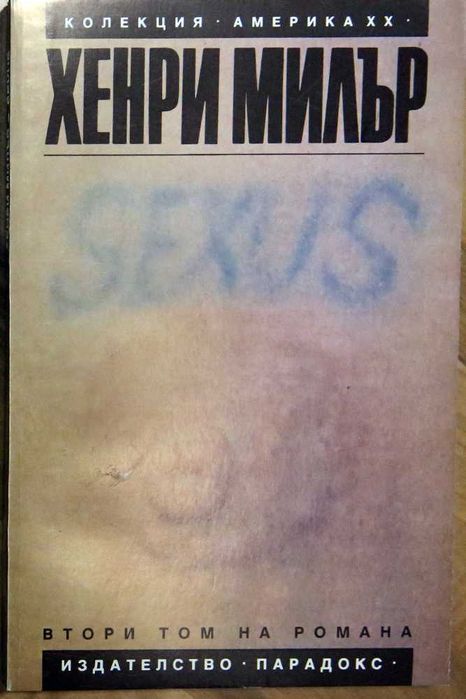 КОЛЕКЦИЯ · АМЕРИКА XX ·
ХЕНРИ МИЛЪР
SEXUS
ВТОРИ ТОМ НА РОМАНА
ИЗДАТЕЛСТВО · ПАРАДОКС ·